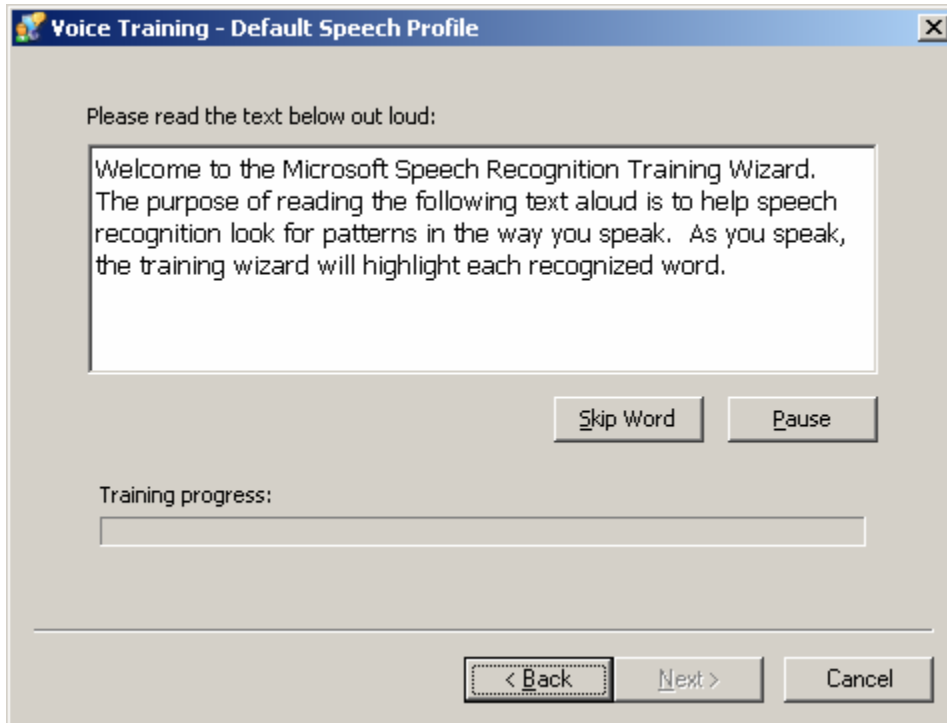 Voice Training - Default Speech Profile
Please read the text below out loud:
Welcome to the Microsoft Speech Recognition Training Wizard.
The purpose of reading the following text aloud is to help speech
recognition look for patterns in the way you speak.  As you speak,
the training wizard will highlight each recognized word.
Skip Word Pause
Training progress:
< Back Next > Cancel